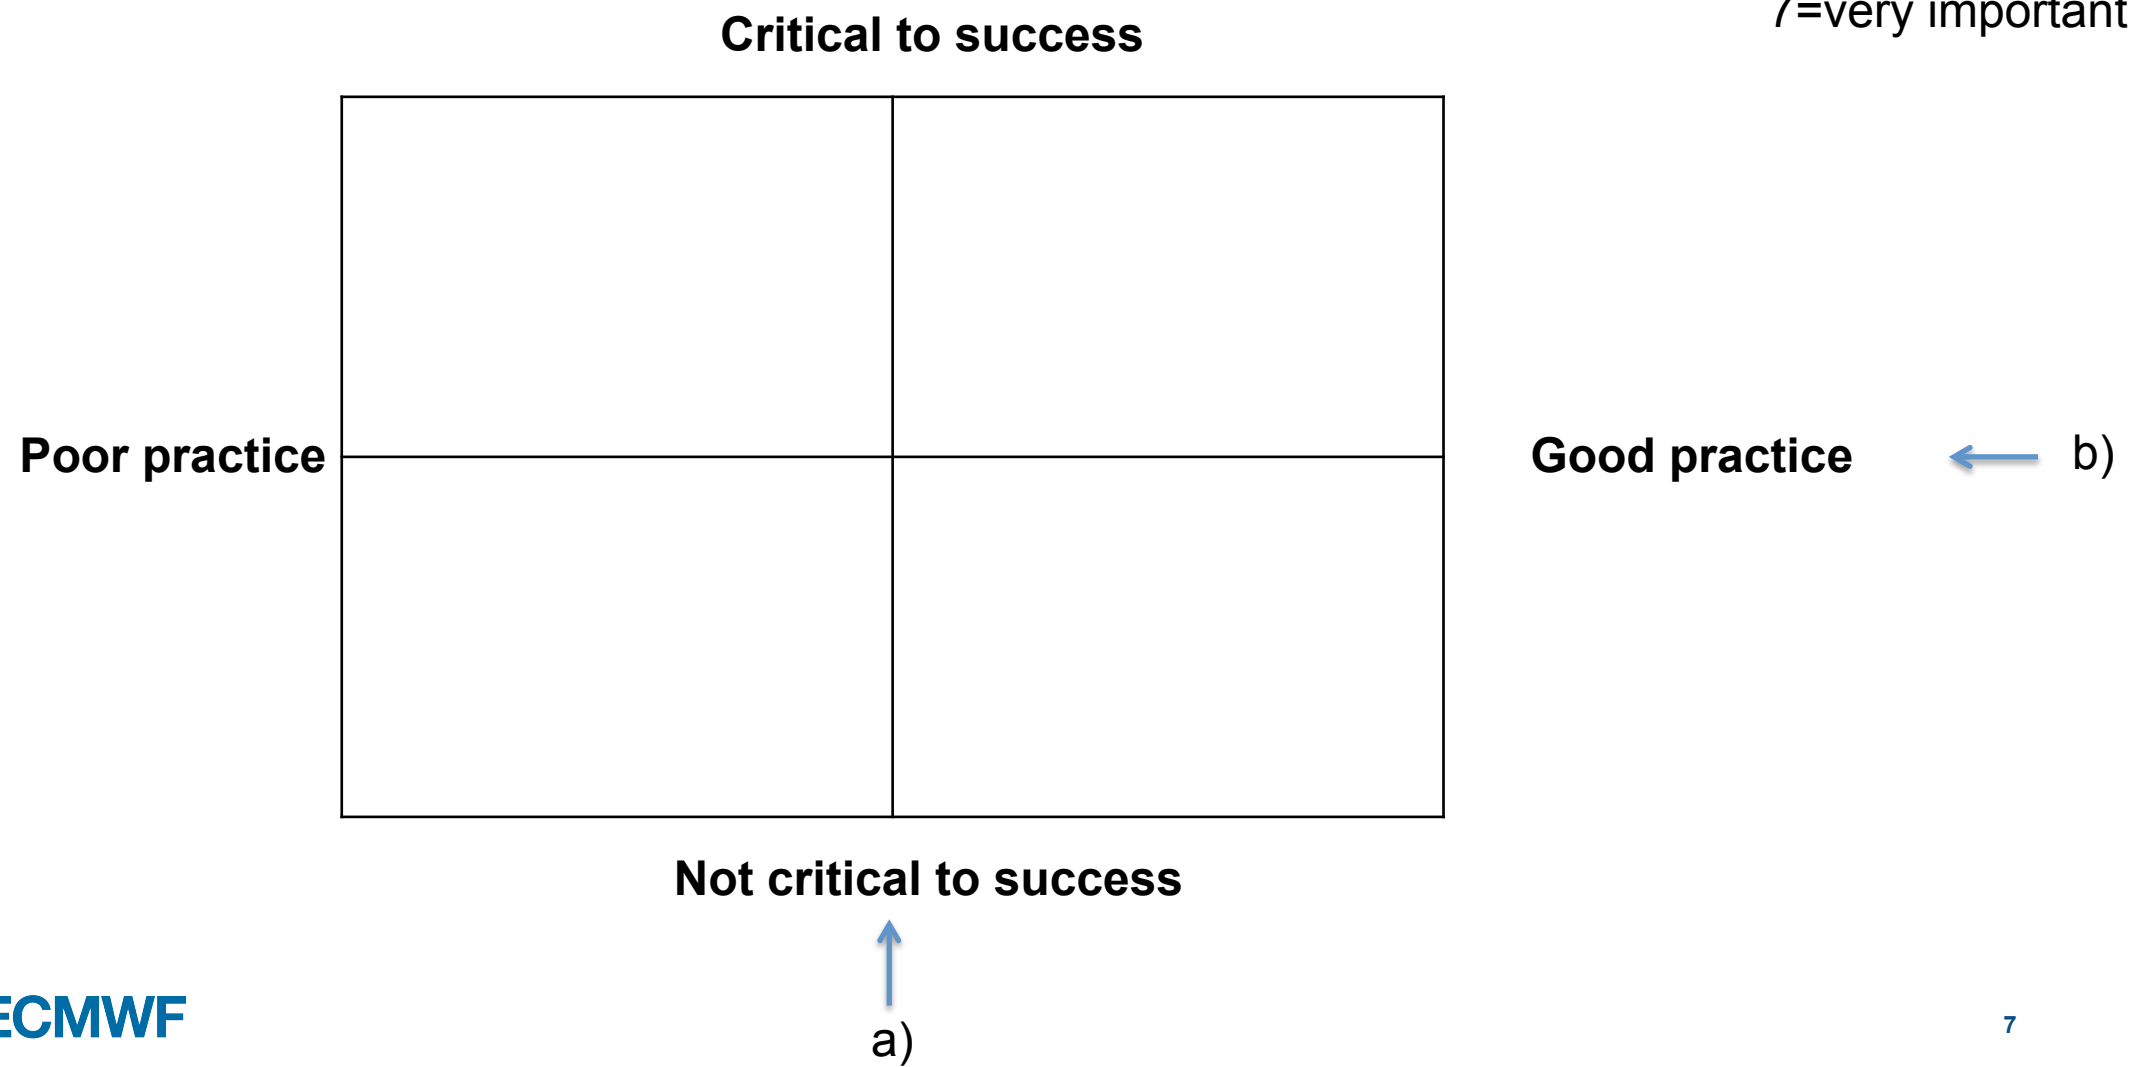 7=very important
Critical to success
Poor practice
Good practice
b)
Not critical to success
a)
ECMWF
7